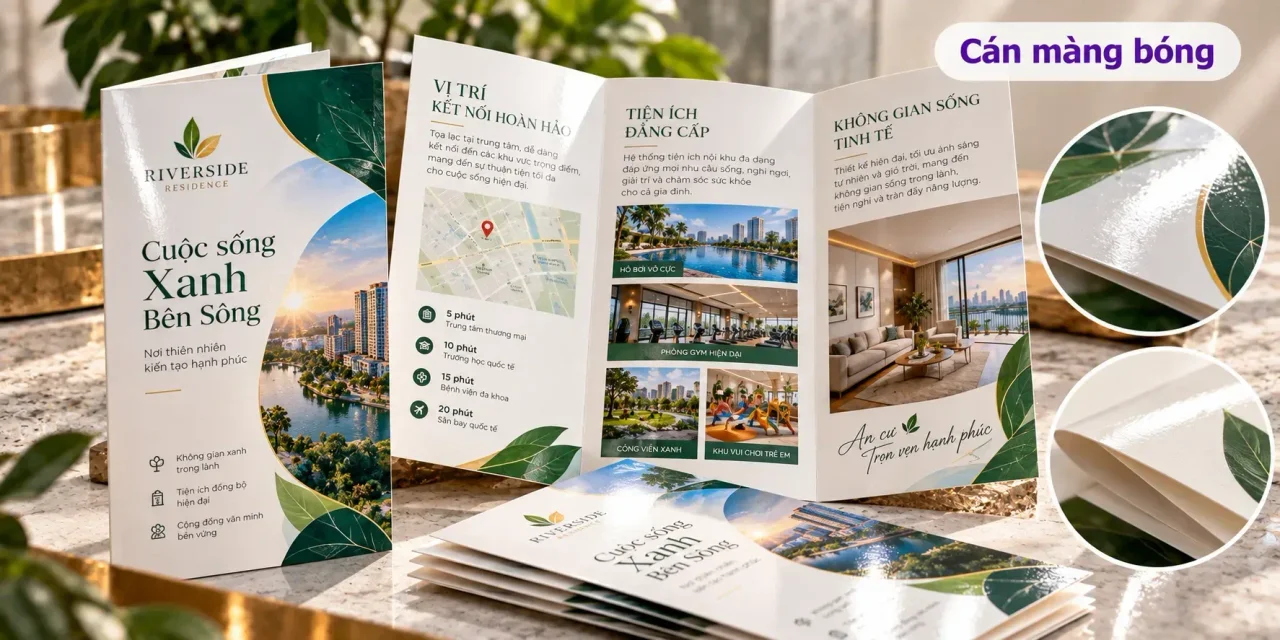 Cán màng bóng
RIVERSIDE
RESIDENCE
Cuộc sống
Xanh
Bên Sông
Nơi thiên nhiên
kiến tạo hạnh phúc
Không gian xanh
trong lành
Tiện ích đồng bộ
hiện đại
Cộng đồng văn minh
bền vững
VỊ TRÍ
KẾT NỐI HOÀN HẢO
Tọa lạc tại trung tâm, dễ dàng
kết nối đến các khu vực trọng điểm,
mang đến sự thuận tiện tối đa
cho cuộc sống hiện đại.
5 phút
Trung tâm thương mại
10 phút
Trường học quốc tế
15 phút
Bệnh viện đa khoa
20 phút
Sân bay quốc tế
TIỆN ÍCH
ĐẲNG CẤP
Hệ thống tiện ích nội khu đa dạng
đáp ứng mọi nhu cầu sống, nghỉ ngơi,
giải trí và chăm sóc sức khỏe
cho cả gia đình.
HỒ BƠI VÔ CỰC
PHÒNG GYM HIỆN DẠI
CÔNG VIÊN XANH
KHU VUI CHƠI TRẺ EM
KHÔNG GIAN SỐNG
TINH TẾ
Thiết kế hiện đại, tối ưu ánh sáng
tự nhiên và gió trời, mang đến
không gian sống trong lành,
tiện nghi và tràn đầy năng lượng.
An cư
Trọn vẹn hạnh phúc
RIVERSIDE
Cuộc sống
Xanh
Bên Sông